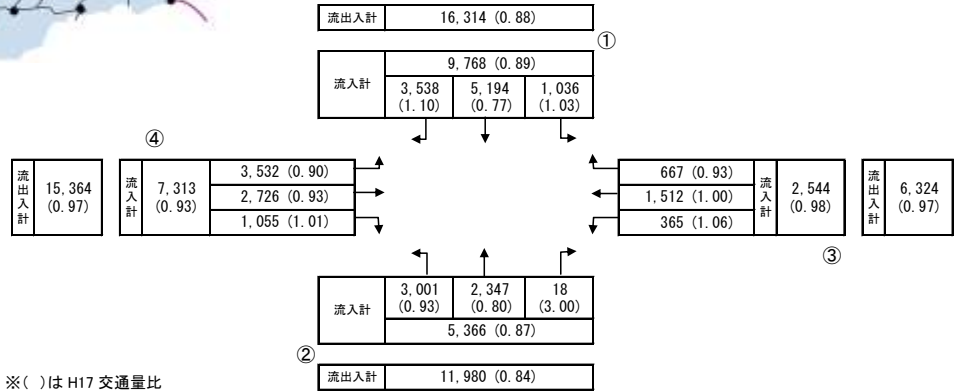 流出入計 16,314 (0.88)
①
流入計 9,768 (0.89)
3,538 5,194 1,036
(1.10) (0.77) (1.03)
④
流出入計 15,364 (0.97)
流入計 7,313 (0.93)
3,532 (0.90)
2,726 (0.93)
1,055 (1.01)
667 (0.93)
1,512 (1.00)
365 (1.06)
流入計 2,544 (0.98)
流出入計 6,324 (0.97)
③
流入計
3,001 2,347 18
(0.93) (0.80) (3.00)
5,366 (0.87)
②
流出入計 11,980 (0.84)
※( )は H17 交通量比